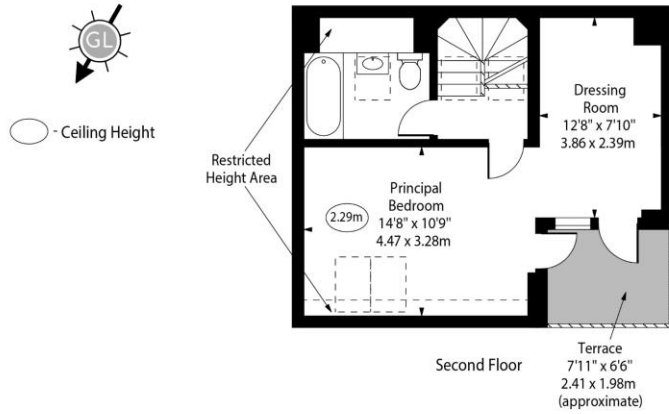 GL
- Ceiling Height
Restricted
Height Area
Dressing
Room
12'8" x 7'10"
3.86 x 2.39m
Principal
Bedroom
14'8" x 10'9"
4.47 x 3.28m
2.29m
Second Floor
Terrace
7'11" x 6'6"
2.41 x 1.98m
(approximate)